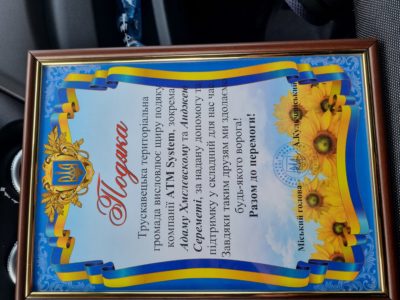 Подяка
Трускавецька територіальна
громада висловлює щиру подяку
компанії ATM System, зокрема
Адаму Хмелєвському та Анджею
Сереметі, за надану допомогу та
підтримку у складний для нас час.
Завдяки таким друзям ми здолаємо
будь-якого ворога!
Разом до перемоги!
Міський голова А.Кульчинський